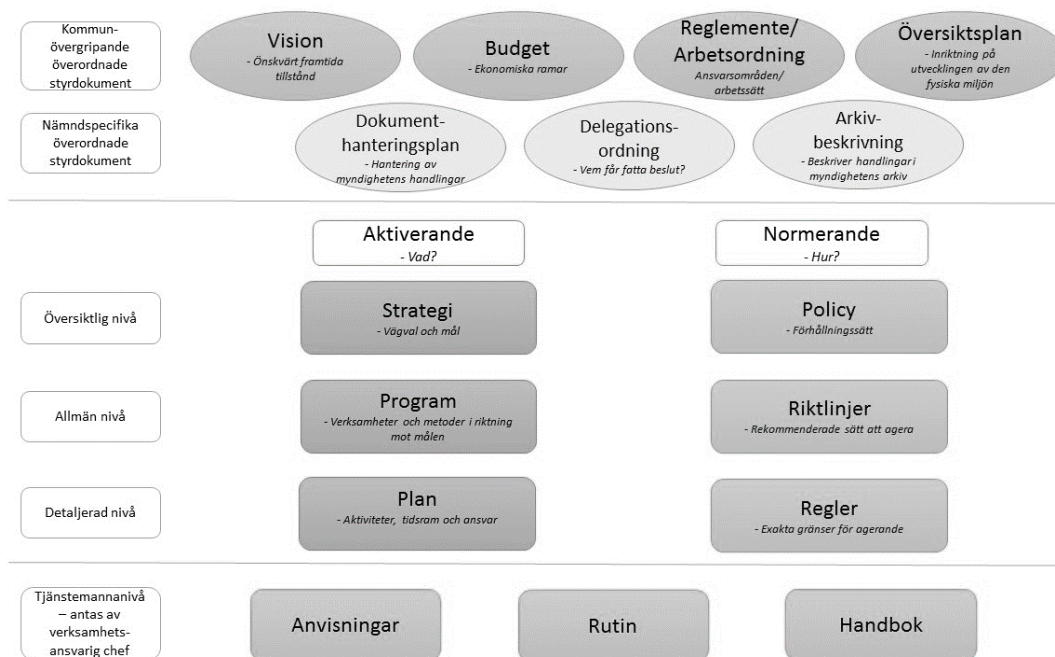 Kommun-
övergripande
överordnade
styrdokument
Vision
- Önskvärt framtida
tillstånd
Budget
- Ekonomiska ramar
Reglemente/
Arbetsordning
Ansvarsområden/
arbetssätt
Översiktsplan
- Inriktning på
utvecklingen av den
fysiska miljön
Nämndspecifika
överordnade
styrdokument
Dokument-
hanteringsplan
- Hantering av
myndighetens handlingar
Delegations-
ordning
- Vem får fatta beslut?
Arkiv-
beskrivning
- Beskriver handlingar i
myndighetens arkiv
Aktiverande
- Vad?
Normerande
- Hur?
Översiktlig nivå
Strategi
- Vägval och mål
Policy
- Förhållningssätt
Allmän nivå
Program
- Verksamheter och metoder i riktning
mot målen
Riktlinjer
- Rekommenderade sätt att agera
Detaljerad nivå
Plan
- Aktiviteter, tidsram och ansvar
Regler
- Exakta gränser för agerande
Tjänstemannanivå
– antas av
verksamhets-
ansvarig chef
Anvisningar
Rutin
Handbok